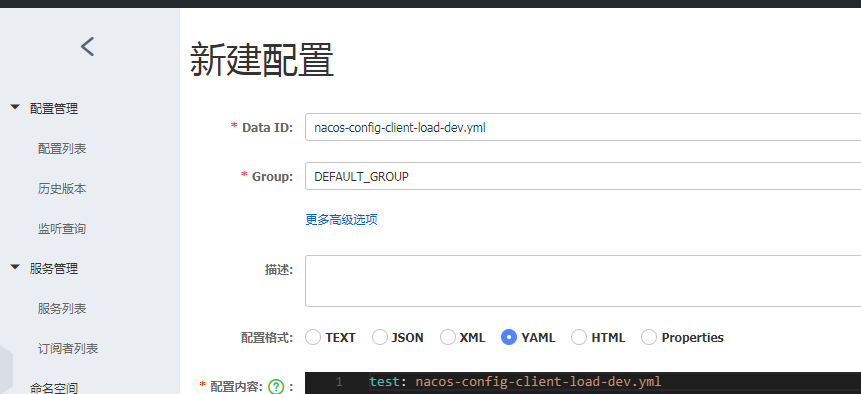 新建配置
配置管理
配置列表
历史版本
监听查询
服务管理
服务列表
订阅者列表
命名空间
* Data ID: nacos-config-client-load-dev.yml
* Group: DEFAULT_GROUP
更多高级选项
描述:
配置格式: TEXT JSON XML YAML HTML Properties
* 配置内容: ? :
1 test: nacos-config-client-load-dev.yml